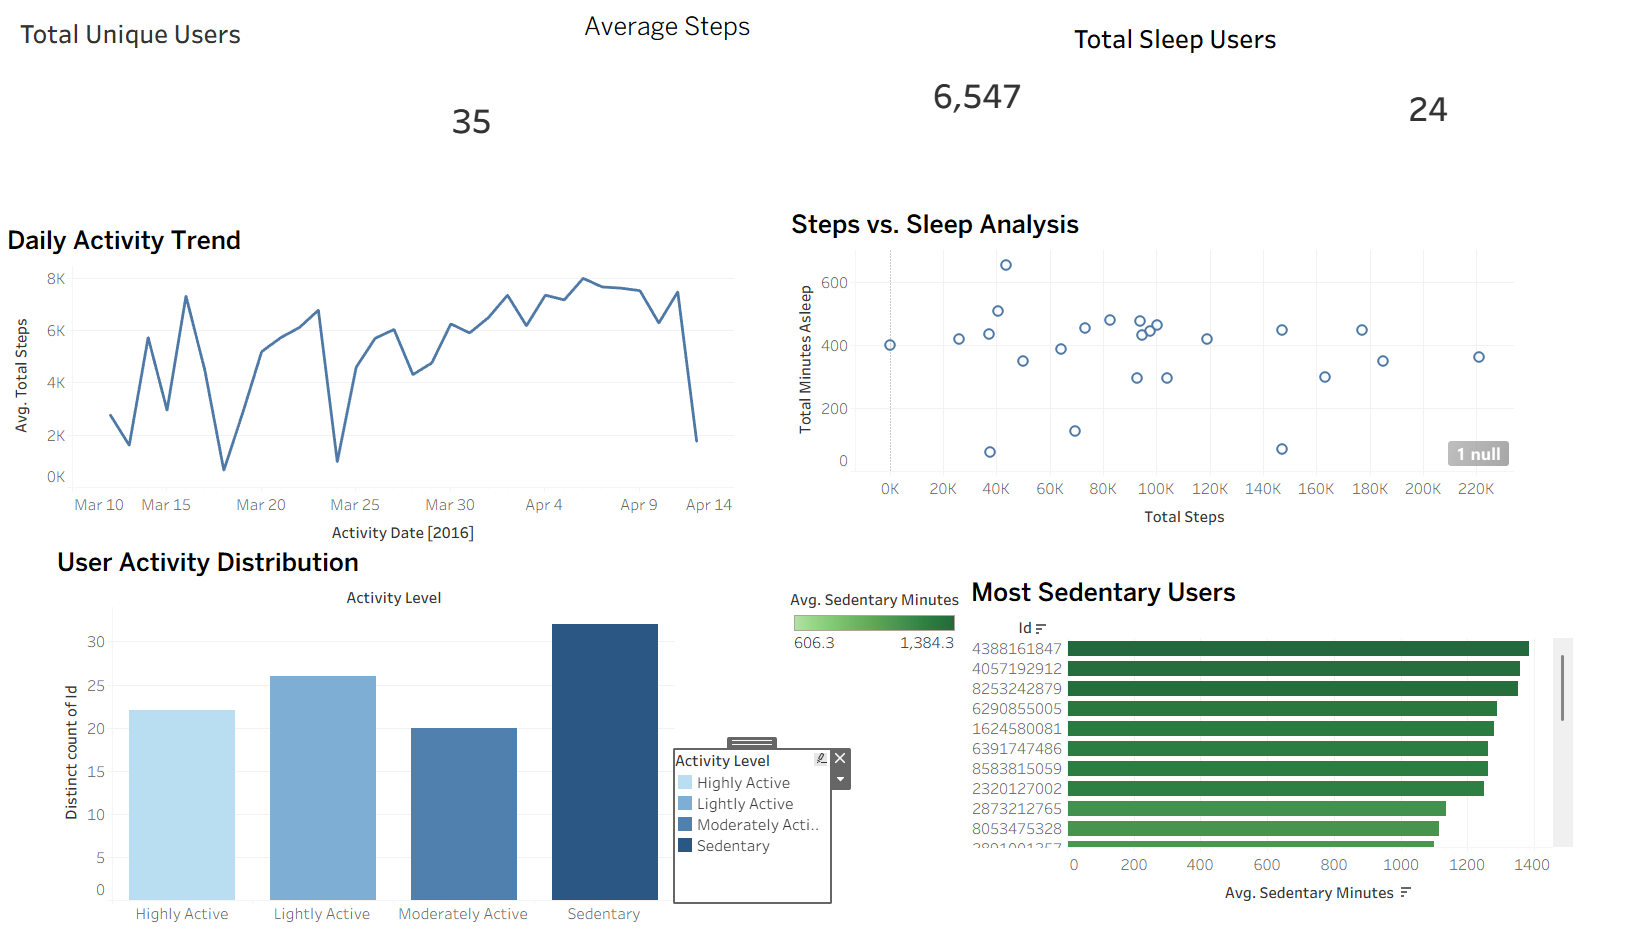 Total Unique Users
Average Steps
Total Sleep Users
35
6,547
24
Daily Activity Trend
Avg. Total Steps
8K
6K
4K
2K
0K
Mar 10 Mar 15 Mar 20 Mar 25 Mar 30 Apr 4 Apr 9 Apr 14
Activity Date [2016]
Steps vs. Sleep Analysis
Total Minutes Asleep
600
400
200
0
1 null
0K 20K 40K 60K 80K 100K 120K 140K 160K 180K 200K 220K
Total Steps
User Activity Distribution
Activity Level
Distinct count of Id
30
25
20
15
10
5
0
Highly Active Lightly Active Moderately Active Sedentary
Activity Level
Highly Active
Lightly Active
Moderately Acti..
Sedentary
Avg. Sedentary Minutes
606.3 1,384.3
Most Sedentary Users
Id
4388161847
4057192912
8253242879
6290855005
1624580081
6391747486
8583815059
2320127002
2873212765
8053475328
0 200 400 600 800 1000 1200 1400
Avg. Sedentary Minutes